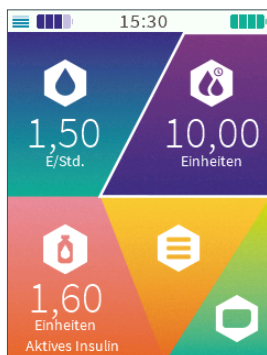 15:30
1,50
E/Std.
10,00
Einheiten
1,60
Einheiten
Aktives Insulin